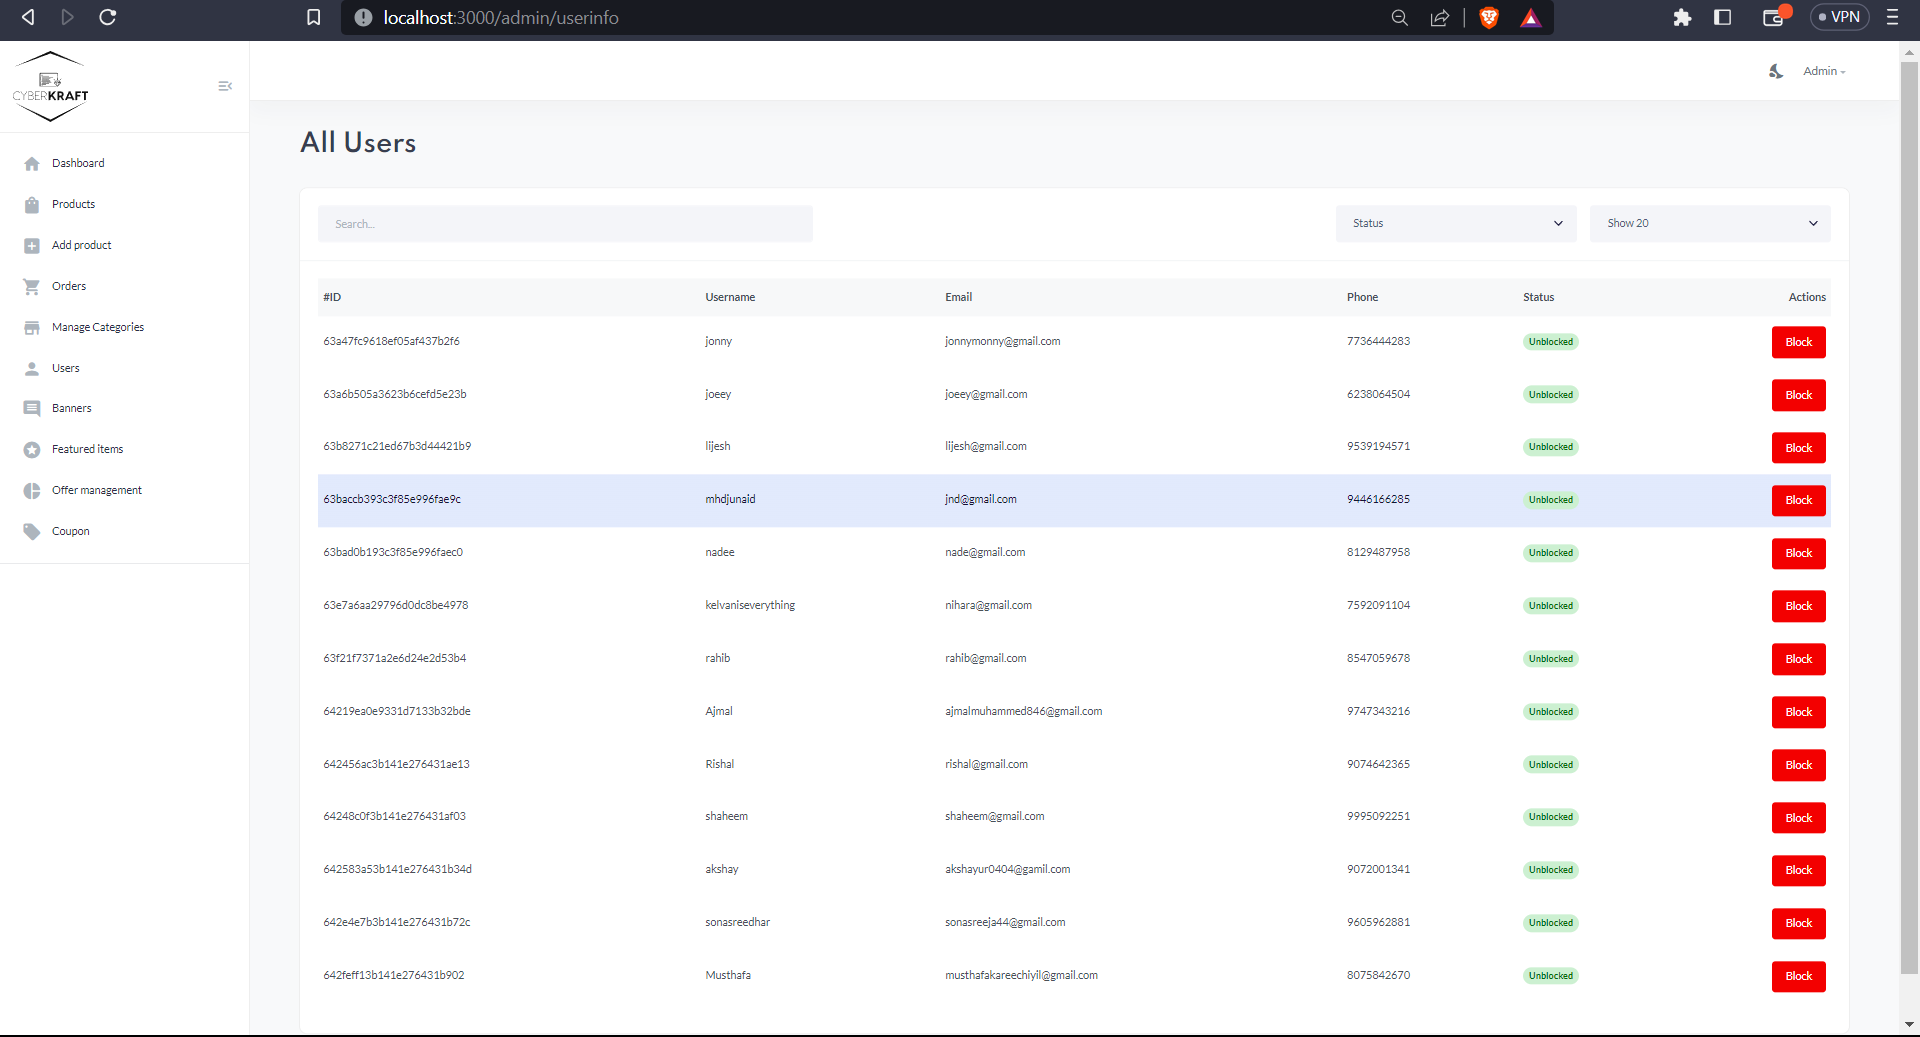 localhost:3000/admin/userinfo
VPN
CYBERKRAFT
Admin
Dashboard
Products
Add product
Orders
Manage Categories
Users
Banners
Featured items
Offer management
Coupon
All Users
Search...
Status
Show 20
#ID Username Email Phone Status Actions
63a47fc9618ef05af437b2f6 jonny jonnymonny@gmail.com 7736444283 Unblocked Block
63a6b505a3623b6cefd5e23b joeey joeey@gmail.com 6238064504 Unblocked Block
63b8271c21ed67b3d44421b9 lijesh lijesh@gmail.com 9539194571 Unblocked Block
63baccb393c3f85e996fae9c mhdjunaid jnd@gmail.com 9446166285 Unblocked Block
63bad0b193c3f85e996faec0 nadee nade@gmail.com 8129487958 Unblocked Block
63e7a6aa29796d0dc8be4978 kelvaniseverything nihara@gmail.com 7592091104 Unblocked Block
63f21f7371a2e6d24e2d53b4 rahib rahib@gmail.com 8547059678 Unblocked Block
64219ea0e9331d7133b32bde Ajmal ajmalmuhammed846@gmail.com 9747343216 Unblocked Block
642456ac3b141e276431ae13 Rishal rishal@gmail.com 9074642365 Unblocked Block
64248c0f3b141e276431af03 shaheem shaheem@gmail.com 9995092251 Unblocked Block
642583a53b141e276431b34d akshay akshayur0404@gamil.com 9072001341 Unblocked Block
642e4e7b3b141e276431b72c sonasreedhar sonasreeja44@gmail.com 9605962881 Unblocked Block
642feff13b141e276431b902 Musthafa musthafakareechiyil@gmail.com 8075842670 Unblocked Block